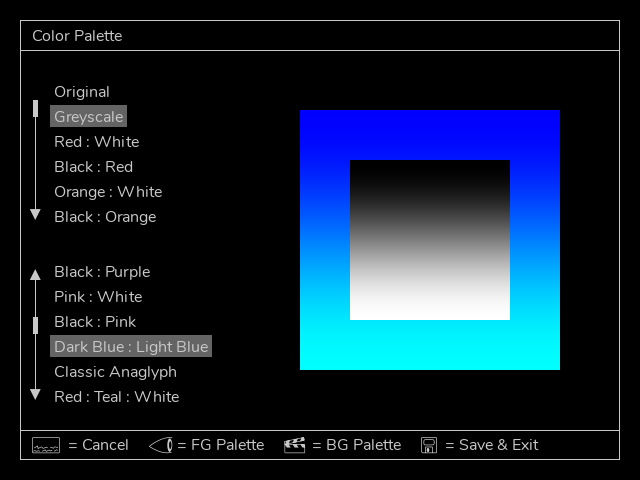 Color Palette
Original
Greyscale
Red : White
Black : Red
Orange : White
Black : Orange
Black : Purple
Pink : White
Black : Pink
Dark Blue : Light Blue
Classic Anaglyph
Red : Teal : White
= Cancel = FG Palette = BG Palette = Save & Exit